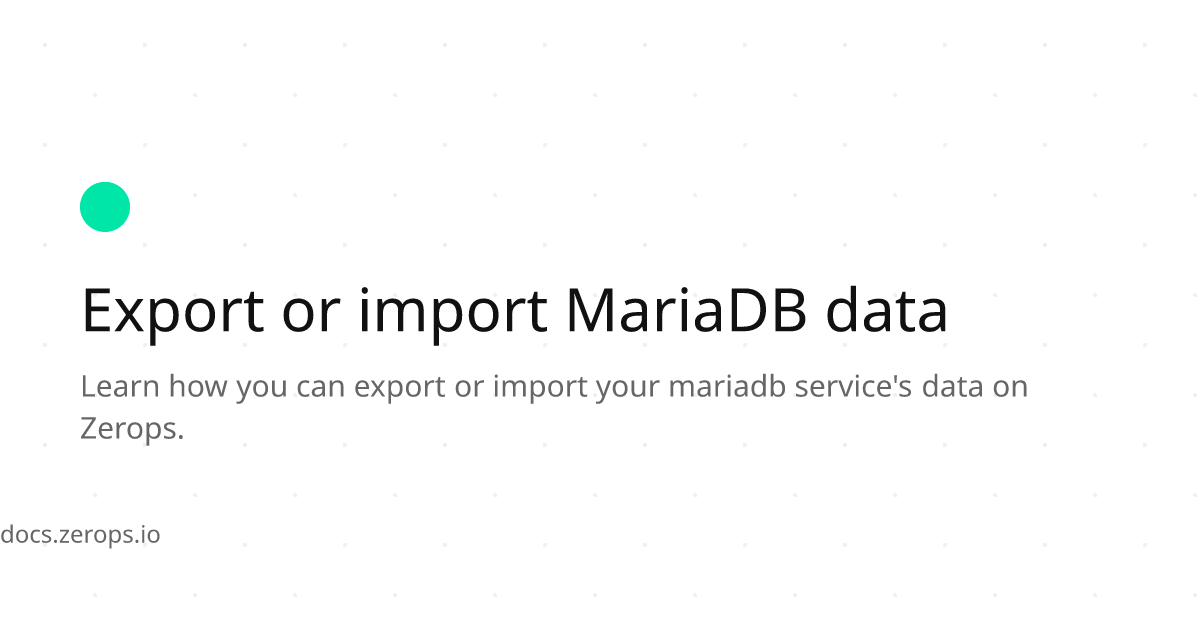 Export or import MariaDB data
Learn how you can export or import your mariadb service's data on
Zerops.
docs.zerops.io